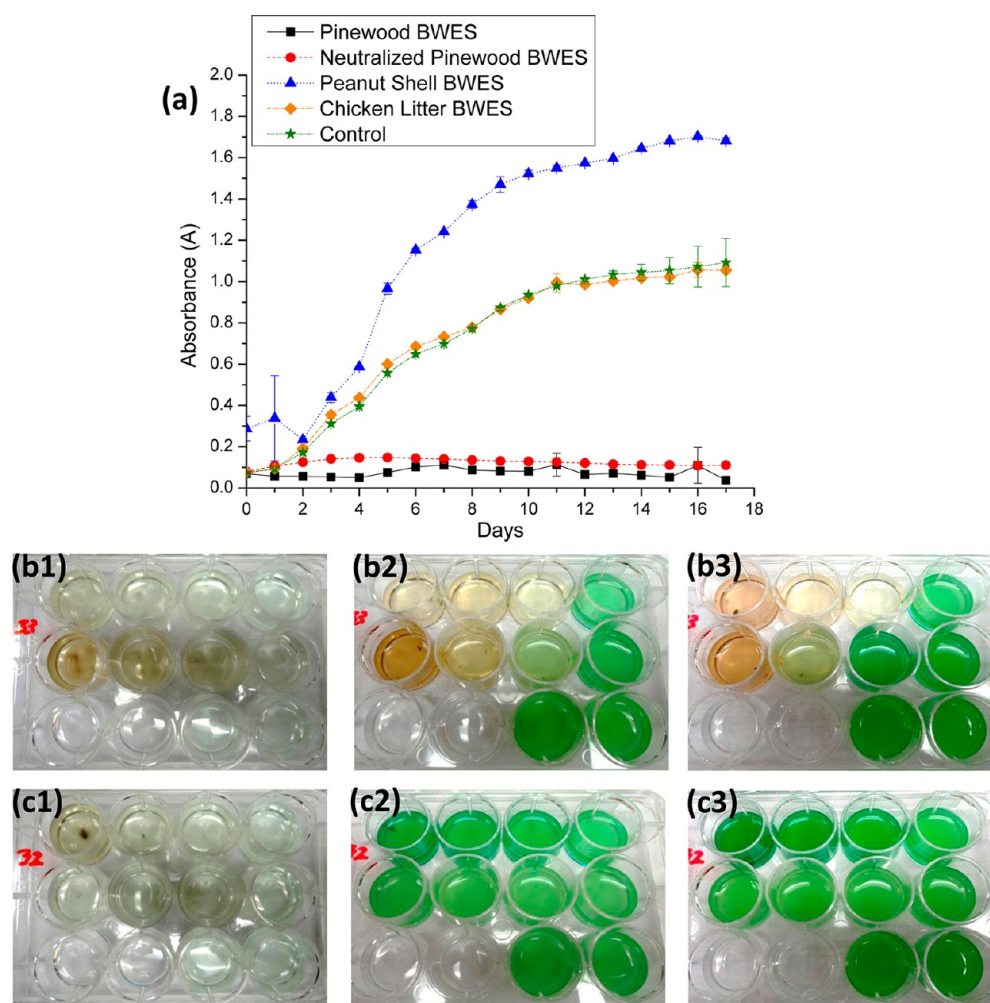 Pinewood BWES
Neutralized Pinewood BWES
Peanut Shell BWES
Chicken Litter BWES
Control
(a)
2.0
1.8
1.6
1.4
1.2
1.0
0.8
0.6
0.4
0.2
0.0
Absorbance (A)
0 2 4 6 8 10 12 14 16 18
Days
(b1) (b2) (b3)
33
(c1) (c2) (c3)
32